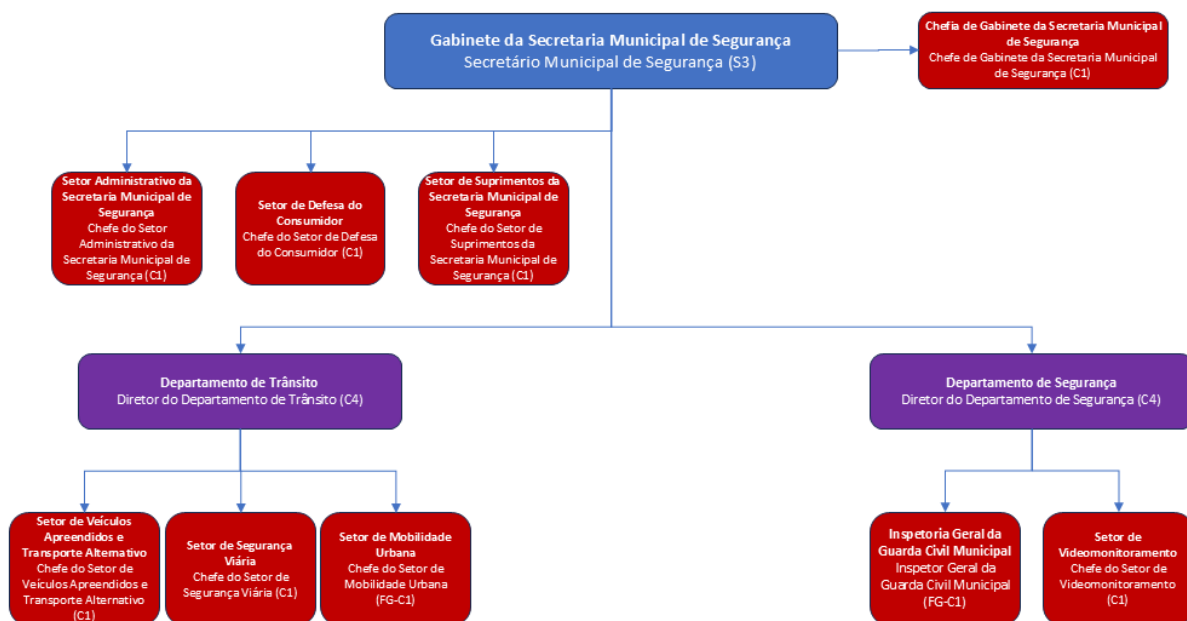 Gabinete da Secretaria Municipal de Segurança
Secretário Municipal de Segurança (S3)
Chefia de Gabinete da Secretaria Municipal
de Segurança
Chefe de Gabinete da Secretaria Municipal
de Segurança (C1)
Setor Administrativo da
Secretaria Municipal de
Segurança
Chefe do Setor
Administrativo da
Secretaria Municipal de
Segurança (C1)
Setor de Defesa do
Consumidor
Chefe do Setor de Defesa
do Consumidor (C1)
Setor de Suprimentos da
Secretaria Municipal de
Segurança
Chefe do Setor de
Suprimentos da
Secretaria Municipal de
Segurança (C1)
Departamento de Trânsito
Diretor do Departamento de Trânsito (C4)
Departamento de Segurança
Diretor do Departamento de Segurança (C4)
Setor de Veículos
Apreendidos e
Transporte Alternativo
Chefe do Setor de
Veículos Apreendidos e
Transporte Alternativo
(C1)
Setor de Segurança
Viária
Chefe do Setor de
Segurança Viária (C1)
Setor de Mobilidade
Urbana
Chefe do Setor de
Mobilidade Urbana
(FG-C1)
Inspetoria Geral da
Guarda Civil Municipal
Inspetor Geral da
Guarda Civil Municipal
(FG-C1)
Setor de
Videomonitoramento
Chefe do Setor de
Videomonitoramento
(C1)